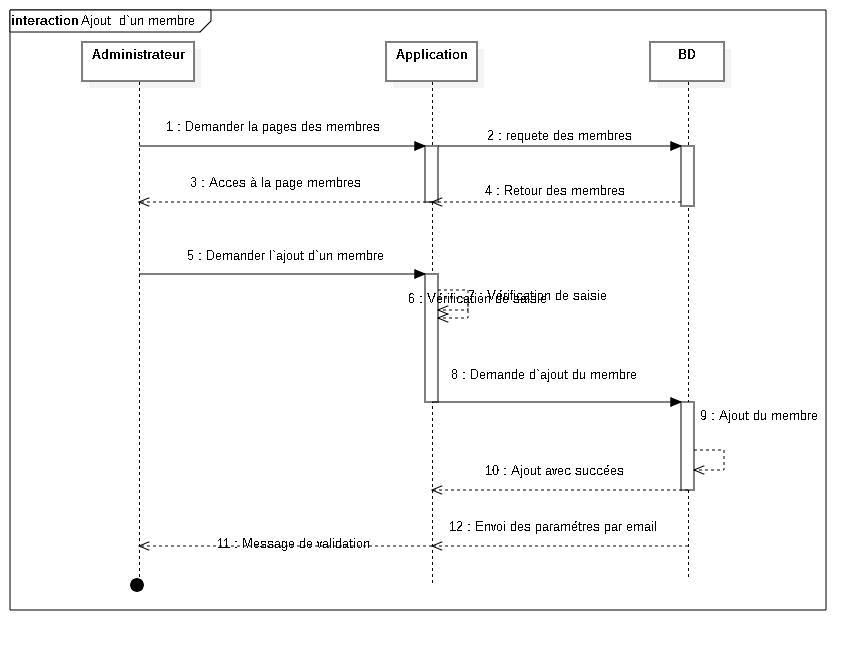 interaction Ajout d`un membre
Administrateur
Application
BD
1 : Demander la pages des membres
2 : requete des membres
3 : Acces à la page membres
4 : Retour des membres
5 : Demander l`ajout d`un membre
6 : Vérification de saisie
7 : Vérification de saisie
8 : Demande d`ajout du membre
9 : Ajout du membre
10 : Ajout avec succées
12 : Envoi des paramétres par email
11 : Message de validation